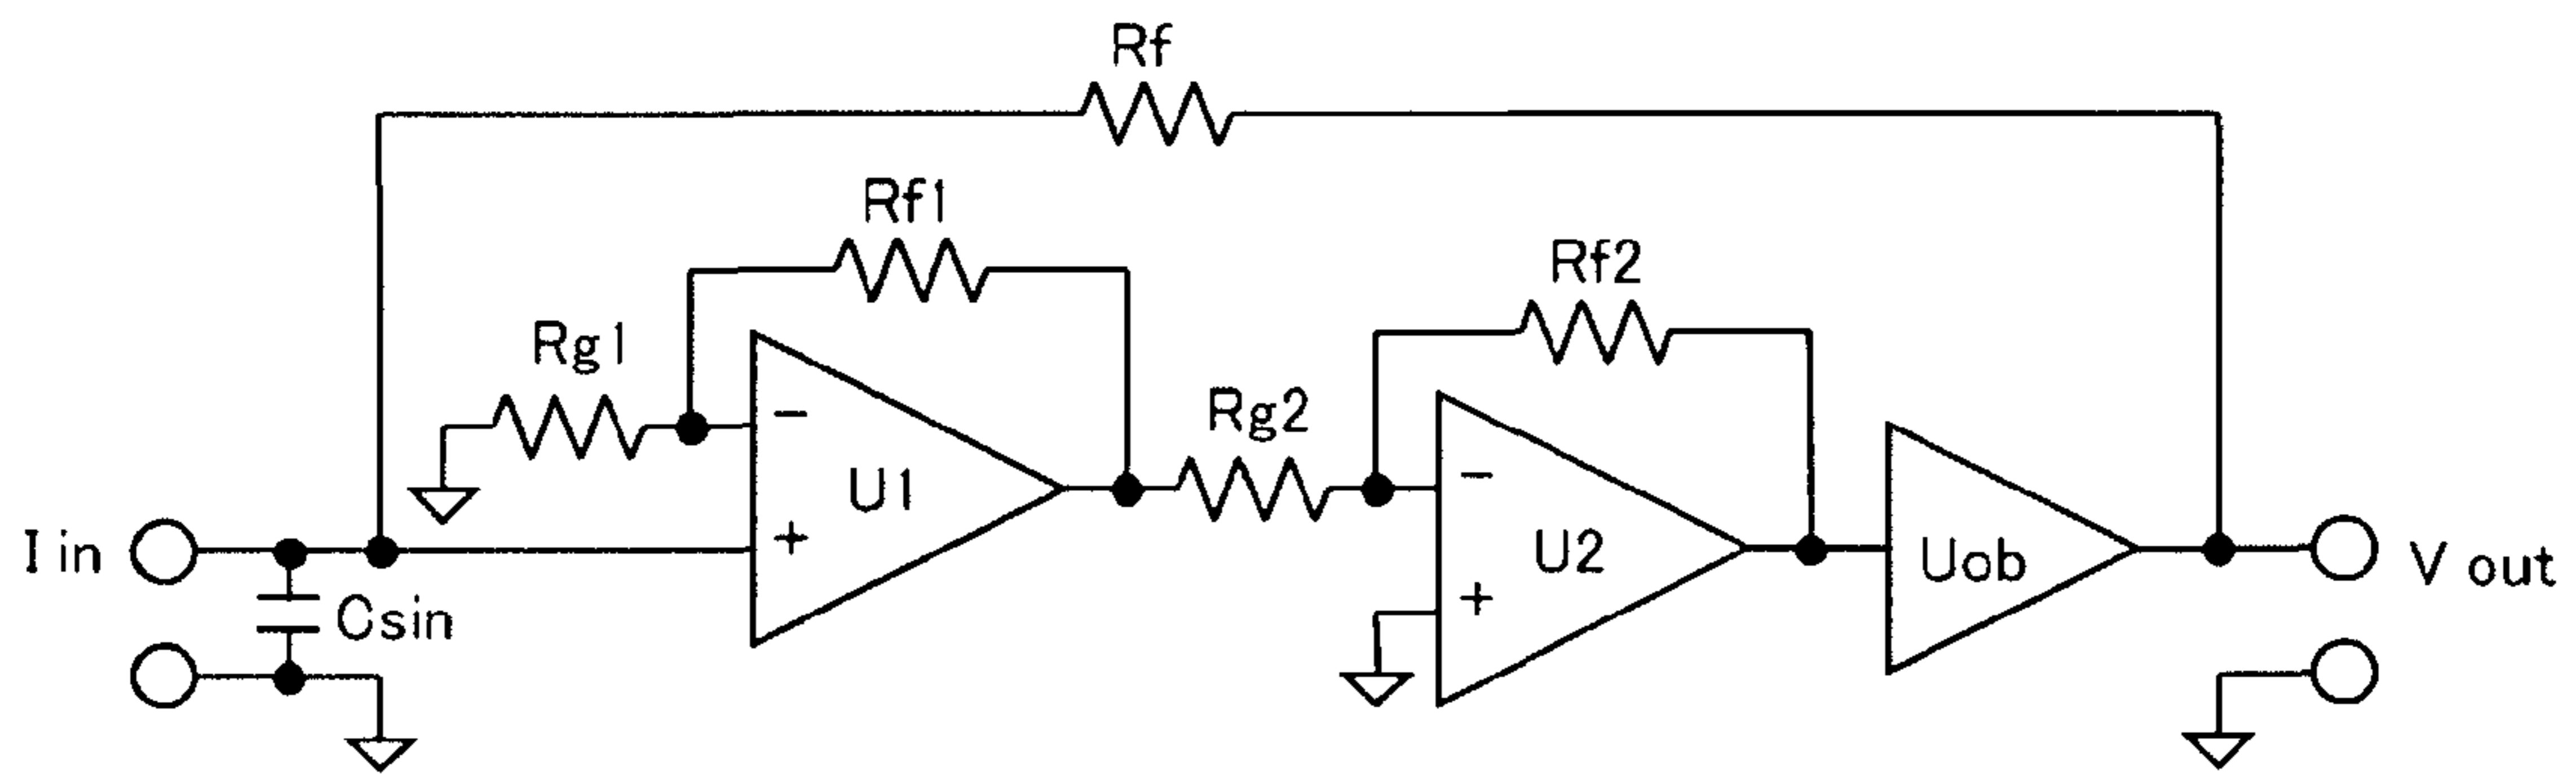 Rf
Rf1
Rf2
Rg1
Rg2
−
−
U1
+
U2
+
Uob
I in
Csin
V out